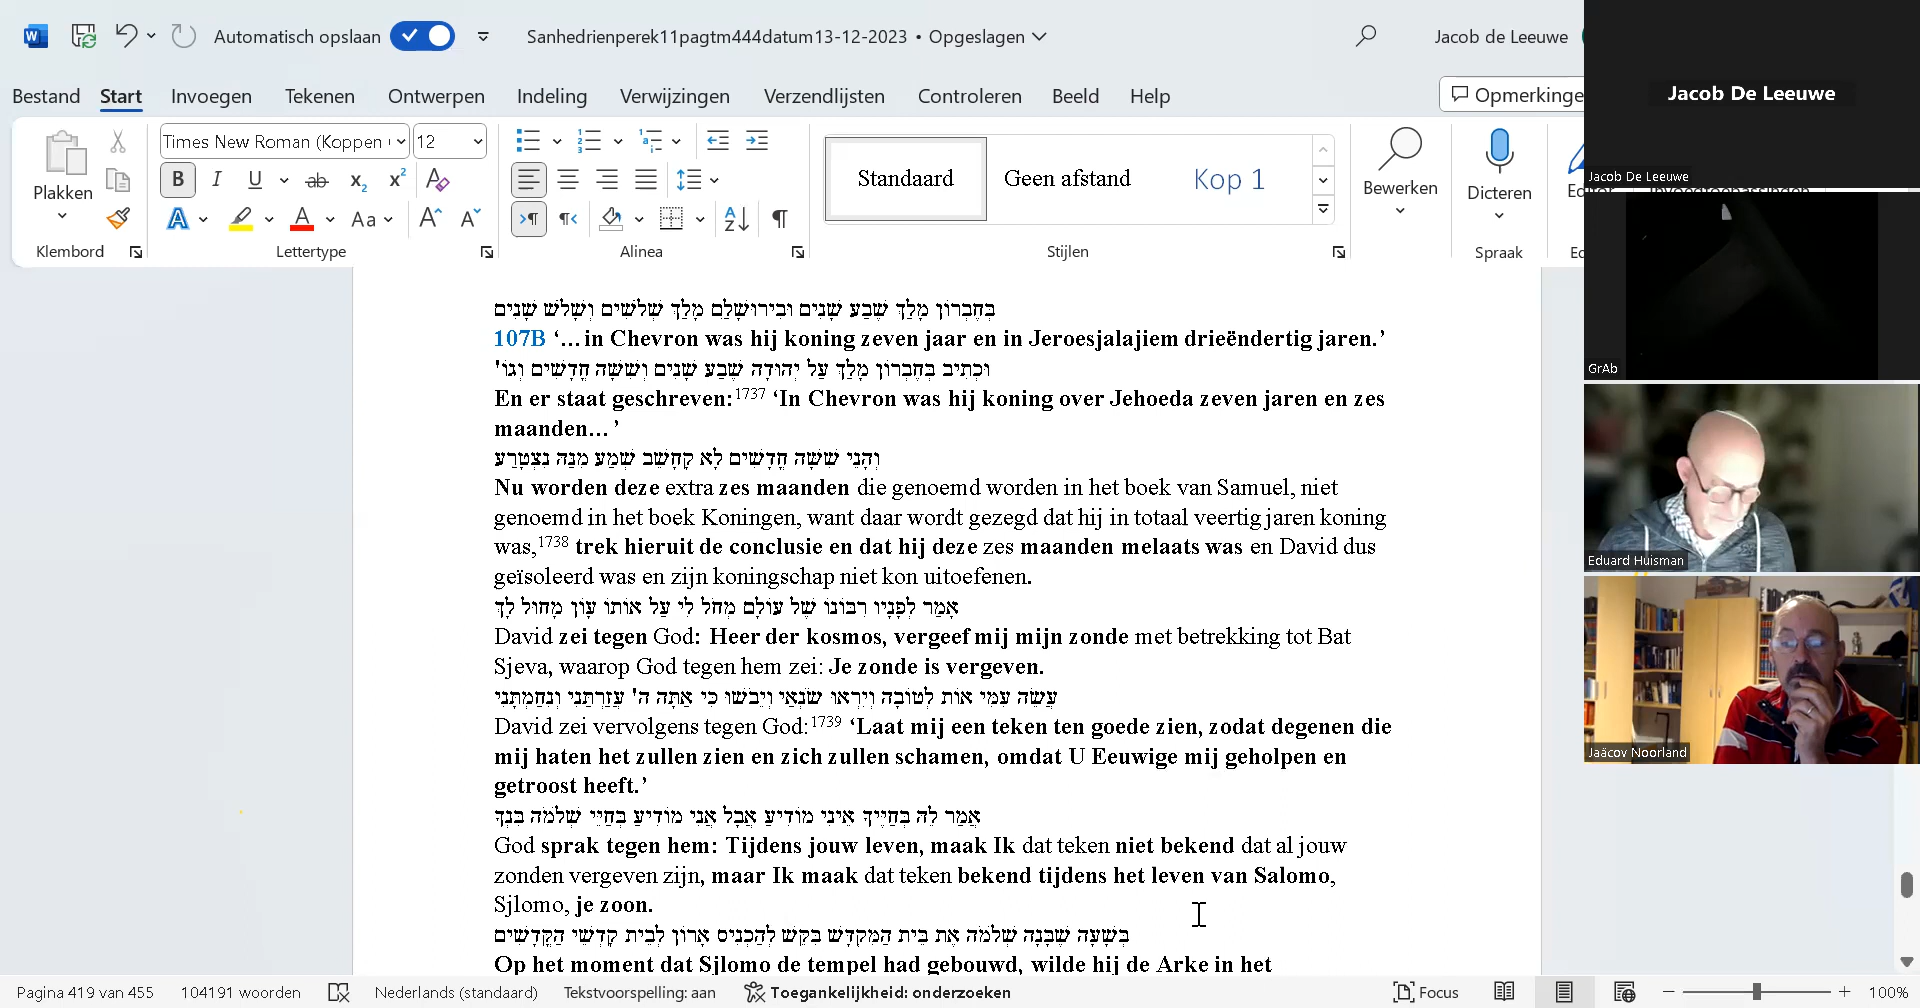 Automatisch opslaan
Sanhedrienperek11pagtm444datum13-12-2023 • Opgeslagen
Jacob de Leeuwe
Bestand Start Invoegen Tekenen Ontwerpen Indeling Verwijzingen Verzendlijsten Controleren Beeld Help
Opmerkinge
Times New Roman (Koppen 12
Plakken
Standaard Geen afstand Kop 1
Bewerken Dicteren
Klembord Lettertype Alinea Stijlen Spraak
בְּחֶבְרוֹן מָלַךְ שֶׁבַע שָׁנִים וּבִירוּשָׁלַםִ מָלַךְ שְׁלֹשִׁים וְשָׁלֹשׁ שָׁנִים
107B ‘…in Chevron was hij koning zeven jaar en in Jeroesjalajiem drieëndertig jaren.’
וּכְתִיב בְּחֶבְרוֹן מָלַךְ עַל יְהוּדָה שֶׁבַע שָׁנִים וְשִׁשָּׁה חֳדָשִׁים וְגוֹ'
En er staat geschreven:1737 ‘In Chevron was hij koning over Jehoeda zeven jaren en zes
maanden…’
וְהָנֵי שִׁשָּׁה חֳדָשִׁים לָא קָחָשֵׁב שְׁמַע מִנַּהּ נִצְטָרַע
Nu worden deze extra zes maanden die genoemd worden in het boek van Samuel, niet
genoemd in het boek Koningen, want daar wordt gezegd dat hij in totaal veertig jaren koning
was,1738 trek hieruit de conclusie en dat hij deze zes maanden melaats was en David dus
geïsoleerd was en zijn koningschap niet kon uitoefenen.
אָמַר לְפָנָיו רִבּוֹנוֹ שֶׁל עוֹלָם מְחֹל לִי עַל אוֹתוֹ עָוֹן מָחוּל לָךְ
David zei tegen God: Heer der kosmos, vergeef mij mijn zonde met betrekking tot Bat
Sjeva, waarop God tegen hem zei: Je zonde is vergeven.
עֲשֵׂה עִמִּי אוֹת לְטוֹבָה וְיִרְאוּ שֹׂנְאַי וְיֵבֹשׁוּ כִּי אַתָּה ה' עֲזַרְתַּנִי וְנִחַמְתָּנִי
David zei vervolgens tegen God:1739 ‘Laat mij een teken ten goede zien, zodat degenen die
mij haten het zullen zien en zich zullen schamen, omdat U Eeuwige mij geholpen en
getroost heeft.’
אֲמַר לֵהּ בְּחַיֶּיךָ אֵינִי מוֹדִיעַ אֲבָל אֲנִי מוֹדִיעַ בְּחַיֵּי שְׁלֹמֹה בִּנְךָ
God sprak tegen hem: Tijdens jouw leven, maak Ik dat teken niet bekend dat al jouw
zonden vergeven zijn, maar Ik maak dat teken bekend tijdens het leven van Salomo,
Sjlomo, je zoon.
בְּשָׁעָה שֶׁבָּנָה שְׁלֹמֹה אֶת בֵּית הַמִּקְדָּשׁ בִּקֵּשׁ לְהַכְנִיס אָרוֹן לְבֵית קָדְשֵׁי הַקֳּדָשִׁים
Op het moment dat Sjlomo de tempel had gebouwd, wilde hij de Arke in het
Pagina 419 van 455 104191 woorden Nederlands (standaard) Tekstvoorspelling: aan Toegankelijkheid: onderzoeken Focus 100%
Jacob De Leeuwe
Jacob De Leeuwe
GrAb
Eduard Huisman
Jaäcov Noorland